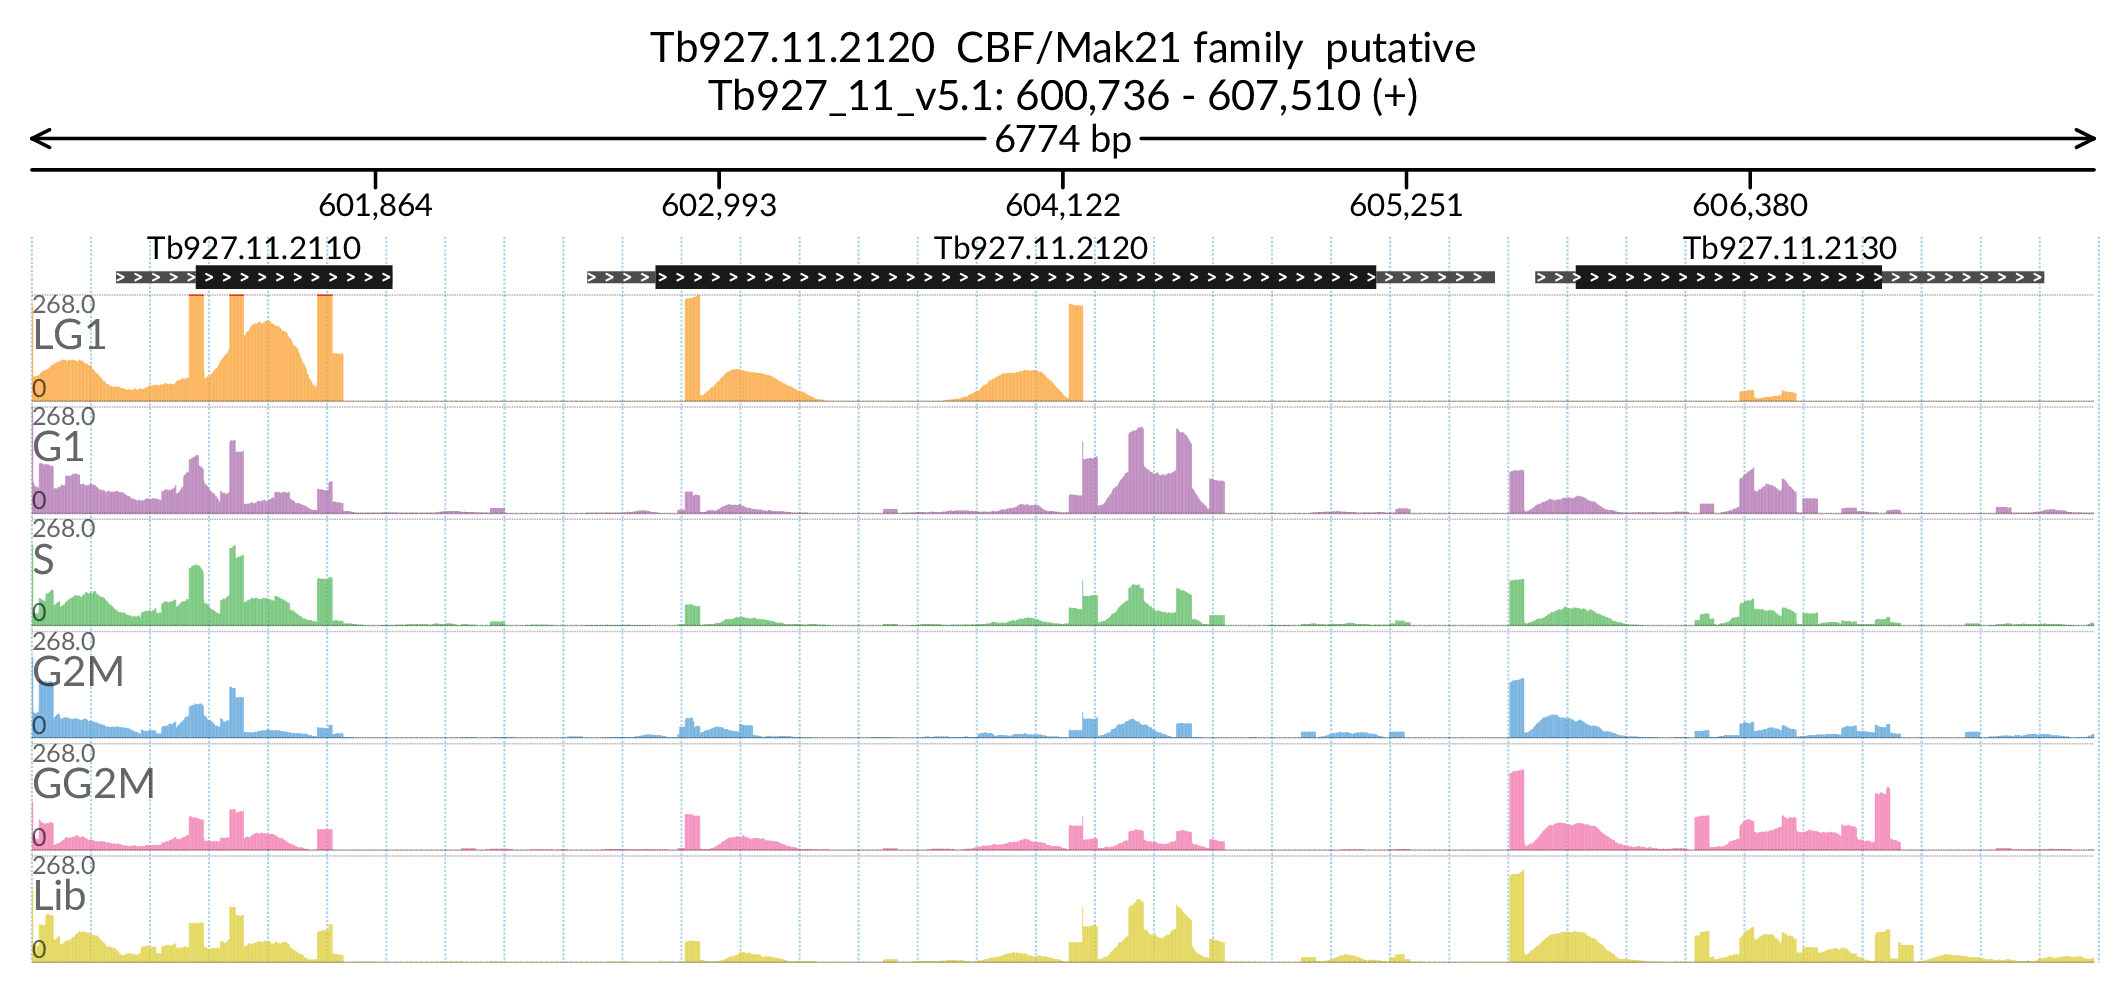 Tb927.11.2120 CBF/Mak21 family putative
Tb927_11_v5.1: 600,736 - 607,510 (+)
6774 bp
601,864 602,993 604,122 605,251 606,380
Tb927.11.2110 Tb927.11.2120 Tb927.11.2130
268.0
LG1
0
268.0
G1
0
268.0
S
0
268.0
G2M
0
268.0
GG2M
0
268.0
Lib
0